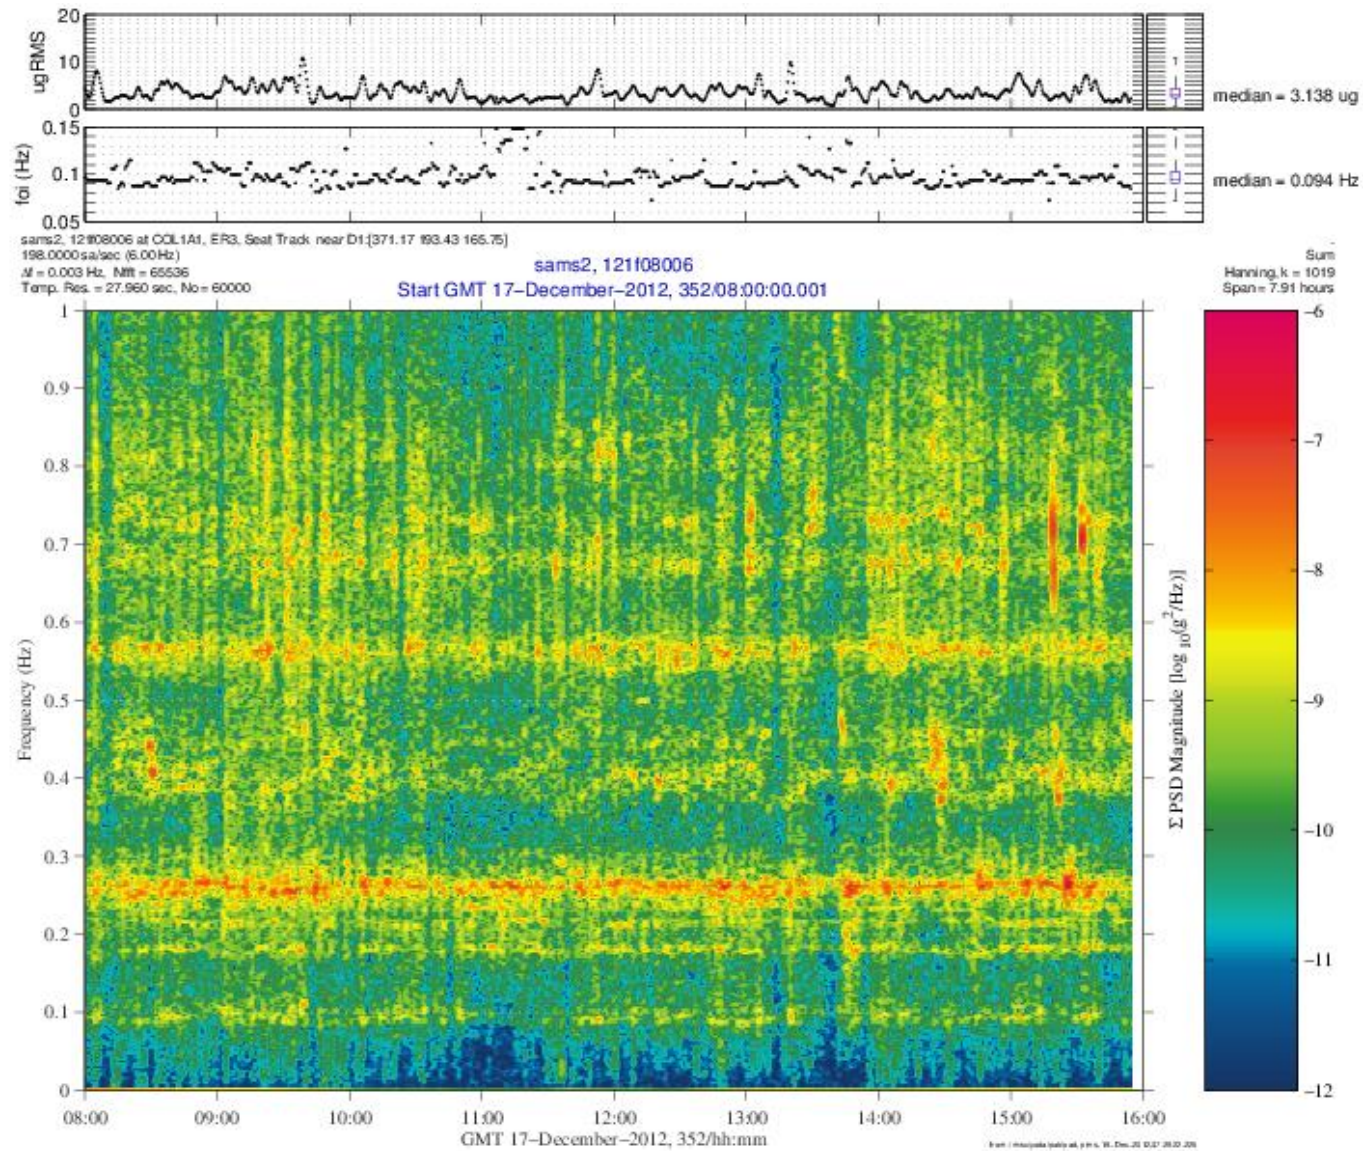 20
10
0
ugRMS
median = 3.138 ug
0.15
0.1
0.05
foi (Hz)
median = 0.094 Hz
sams2, 121f08006 at COL1A1, ER3, Seat Track near D1:[371.17 193.43 165.75]
198.0000 sa/sec (6.00 Hz)
Δf = 0.003 Hz, Nfft = 65536
Temp. Res. = 27.960 sec, No = 60000
sams2, 121f08006
Start GMT 17–December–2012, 352/08:00:00.001
Sum
Hanning, k = 1019
Span = 7.91 hours
1
0.9
0.8
0.7
0.6
0.5
0.4
0.3
0.2
0.1
0
Frequency (Hz)
08:00 09:00 10:00 11:00 12:00 13:00 14:00 15:00 16:00
GMT 17–December–2012, 352/hh:mm
–6
–7
–8
–9
–10
–11
–12
Σ PSD Magnitude [log 10(g2/Hz)]